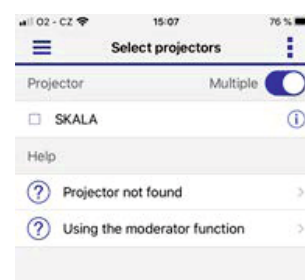 O2 - CZ 15:07 76 %
Select projectors
Projector Multiple
SKALA
Help
Projector not found
Using the moderator function